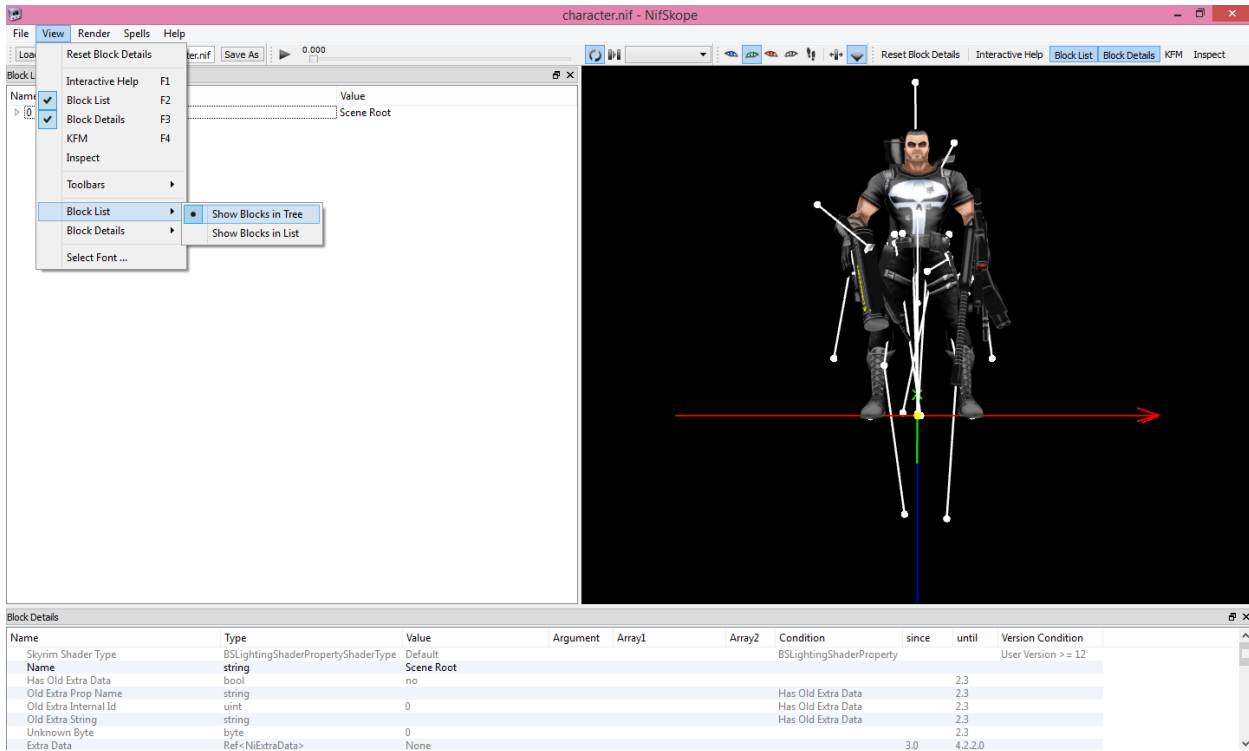 character.nif - NifSkope
File View Render Spells Help
Loa ter.nif Save As 0.000 Reset Block Details Interactive Help Block List Block Details KFM Inspect
Reset Block Details
Block L
Interactive Help F1
Name Value
Block List F2
0 Scene Root
Block Details F3
KFM F4
Inspect
Toolbars
Block List
Show Blocks in Tree
Block Details
Show Blocks in List
Select Font ...
X
Block Details
Name Type Value Argument Array1 Array2 Condition since until Version Condition
Skyrim Shader Type BSLightingShaderPropertyShaderType Default BSLightingShaderProperty User Version >= 12
Name string Scene Root
Has Old Extra Data bool no 2.3
Old Extra Prop Name string Has Old Extra Data 2.3
Old Extra Internal Id uint 0 Has Old Extra Data 2.3
Old Extra String string Has Old Extra Data 2.3
Unknown Byte byte 0 2.3
Extra Data Ref<NiExtraData> None 3.0 4.2.2.0